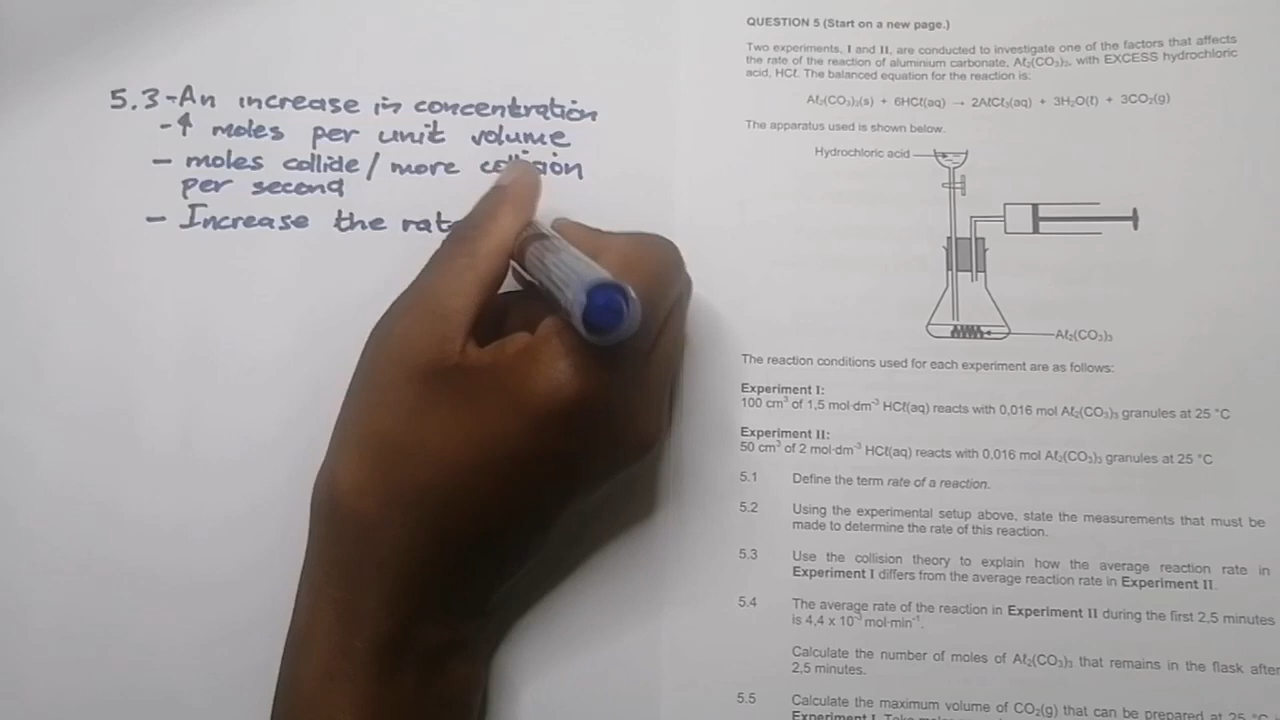 5.3 - An increase in concentration
- ↑ moles per unit volume
- moles collide / more collision
per second
- Increase the rat
QUESTION 5 (Start on a new page.)
Two experiments, I and II, are conducted to investigate one of the factors that affects
the rate of the reaction of aluminium carbonate, Aℓ₂(CO₃)₃, with EXCESS hydrochloric
acid, HCℓ. The balanced equation for the reaction is:
Aℓ₂(CO₃)₃(s) + 6HCℓ(aq) → 2AℓCℓ₃(aq) + 3H₂O(ℓ) + 3CO₂(g)
The apparatus used is shown below.
Hydrochloric acid
Aℓ₂(CO₃)₃
The reaction conditions used for each experiment are as follows:
Experiment I:
100 cm³ of 1,5 mol·dm⁻³ HCℓ(aq) reacts with 0,016 mol Aℓ₂(CO₃)₃ granules at 25 °C
Experiment II:
50 cm³ of 2 mol·dm⁻³ HCℓ(aq) reacts with 0,016 mol Aℓ₂(CO₃)₃ granules at 25 °C
5.1 Define the term rate of a reaction.
5.2 Using the experimental setup above, state the measurements that must be
made to determine the rate of this reaction.
5.3 Use the collision theory to explain how the average reaction rate in
Experiment I differs from the average reaction rate in Experiment II.
5.4 The average rate of the reaction in Experiment II during the first 2,5 minutes
is 4,4 x 10⁻³ mol·min⁻¹.
Calculate the number of moles of Aℓ₂(CO₃)₃ that remains in the flask after
2,5 minutes.
5.5 Calculate the maximum volume of CO₂(g) that can be prepared at 25 °C
Experiment I. Take